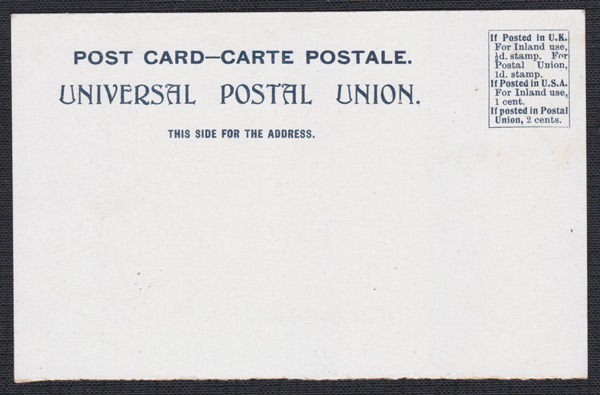 POST CARD—CARTE POSTALE.
UNIVERSAL POSTAL UNION.
THIS SIDE FOR THE ADDRESS.
If Posted in U.K.
For Inland use,
½d. stamp. For
Postal Union,
1d. stamp.
If Posted in U.S.A.
For Inland use,
1 cent.
If posted in Postal
Union, 2 cents.